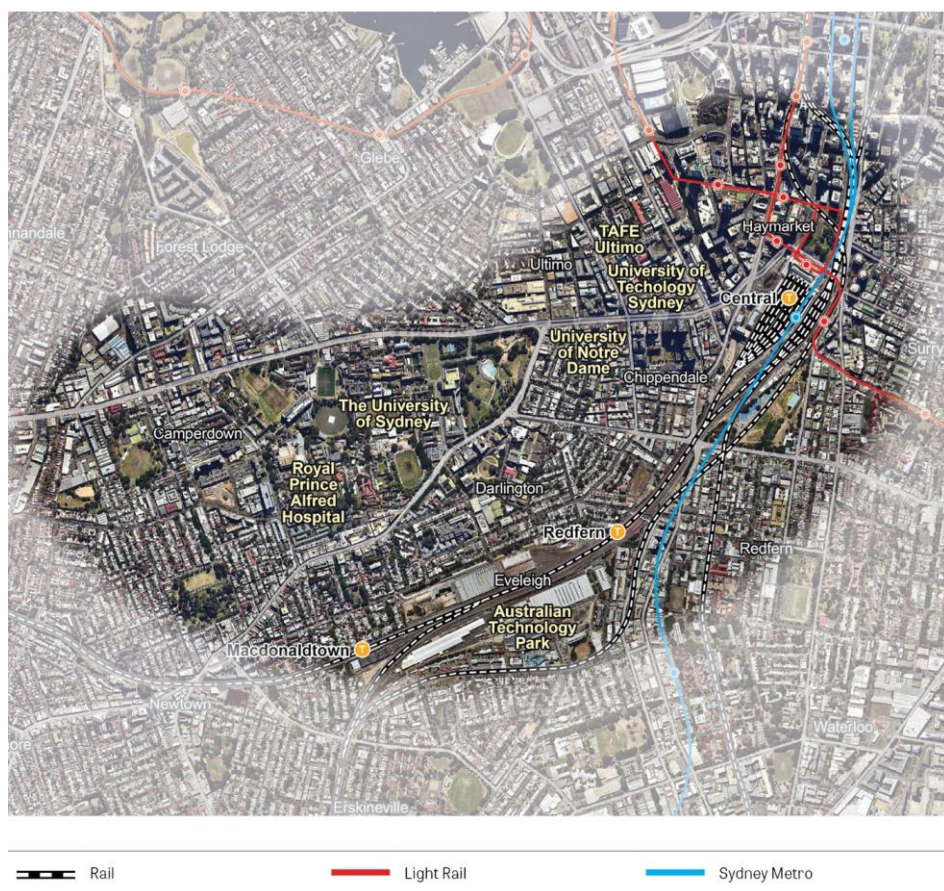 Glebe
nnandale
Forest Lodge
TAFE
Ultimo
Haymarket
Ultimo
University of
Techology
Sydney
Central
T
University
of Notre
Dame
Surry
Chippendale
The University
of Sydney
Camperdown
Royal
Prince
Alfred
Hospital
Darlington
Redfern
T
Redfern
Eveleigh
Australian
Technology
Park
Macdonaldtown
T
Newtown
Waterloo
ore
Erskineville
Rail
Light Rail
Sydney Metro